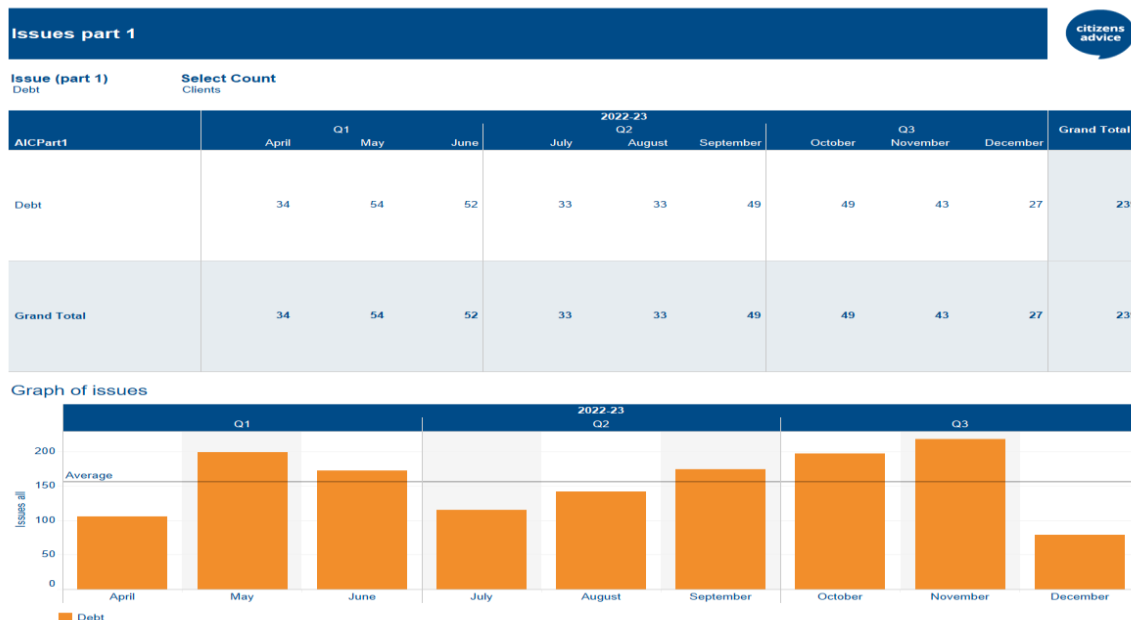 Issues part 1
citizens
advice
Issue (part 1) Select Count
Debt Clients
2022-23
Q1 Q2 Q3 Grand Total
AICPart1 April May June July August September October November December
Debt 34 54 52 33 33 49 49 43 27
Grand Total 34 54 52 33 33 49 49 43 27
Graph of issues
2022-23
Q1 Q2 Q3
200
Average
150
Issues all
100
50
0
April May June July August September October November December
Debt